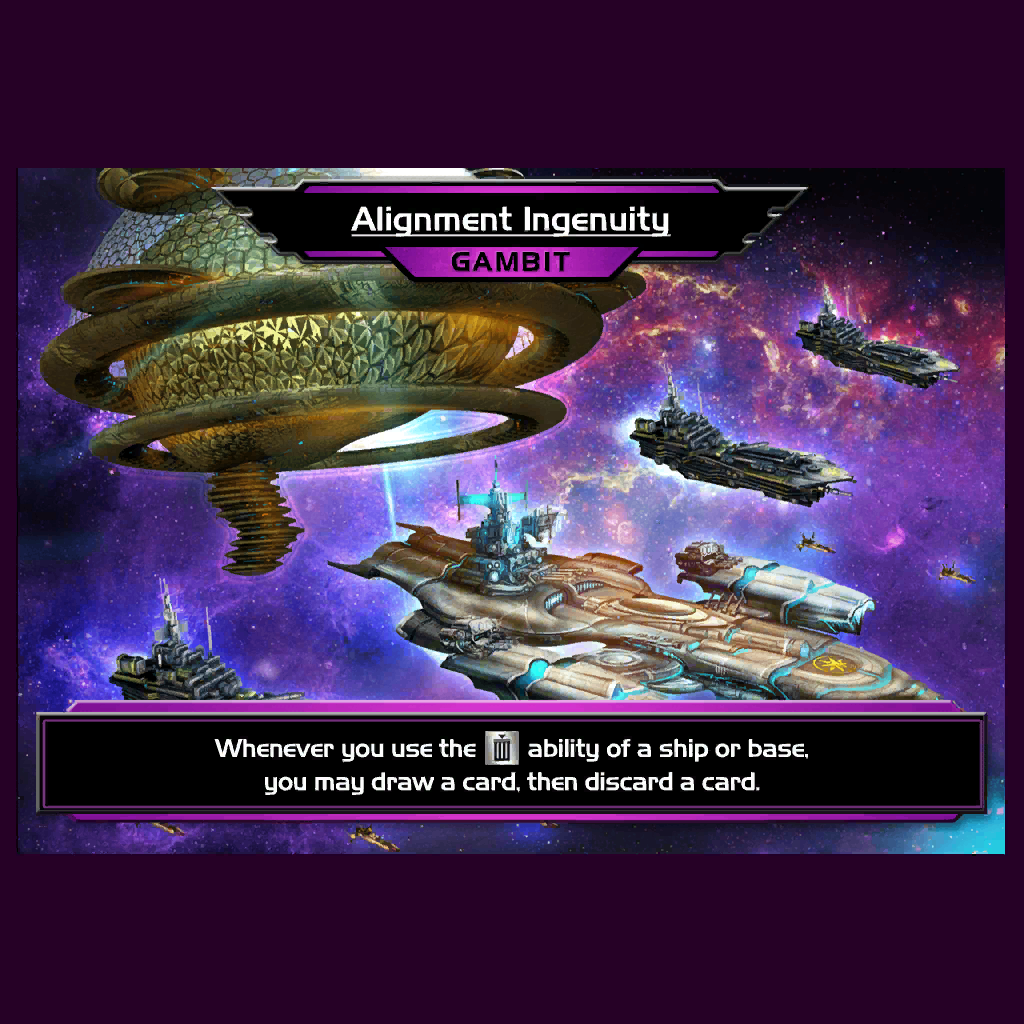 Alignment Ingenuity
GAMBIT
Whenever you use the ability of a ship or base,
you may draw a card, then discard a card.